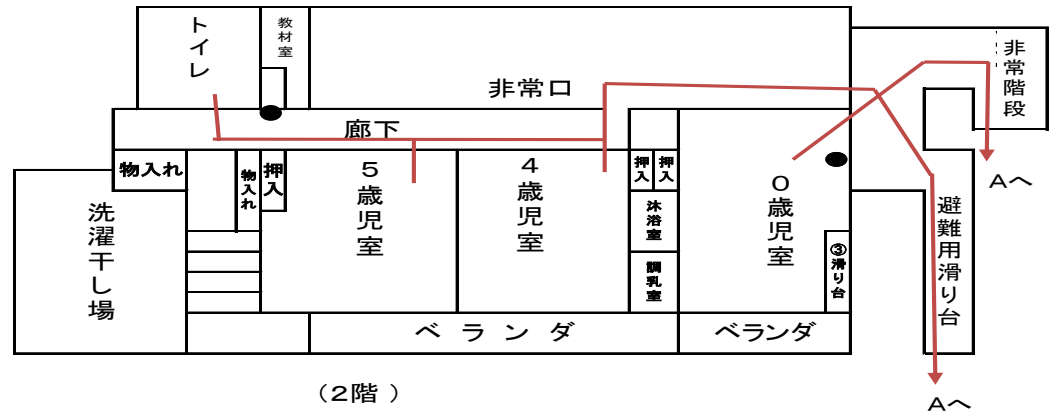 トイレ
教材室
非常口
非常階段
廊下
物入れ
物入れ
押入
5歳児室
4歳児室
押入
押入
沐浴室
調乳室
0歳児室
③滑り台
Aへ
洗濯干し場
避難用滑り台
ベランダ
ベランダ
(2階 )
Aへ